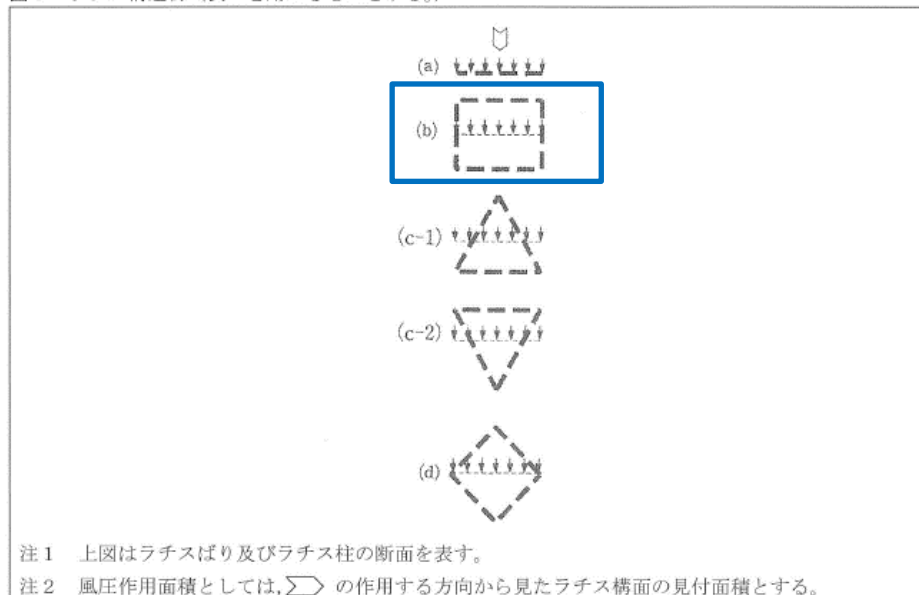 (a)
(b)
(c-1)
(c-2)
(d)
注1 上図はラチスばり及びラチス柱の断面を表す。
注2 風圧作用面積としては, の作用する方向から見たラチス構面の見付面積とする。